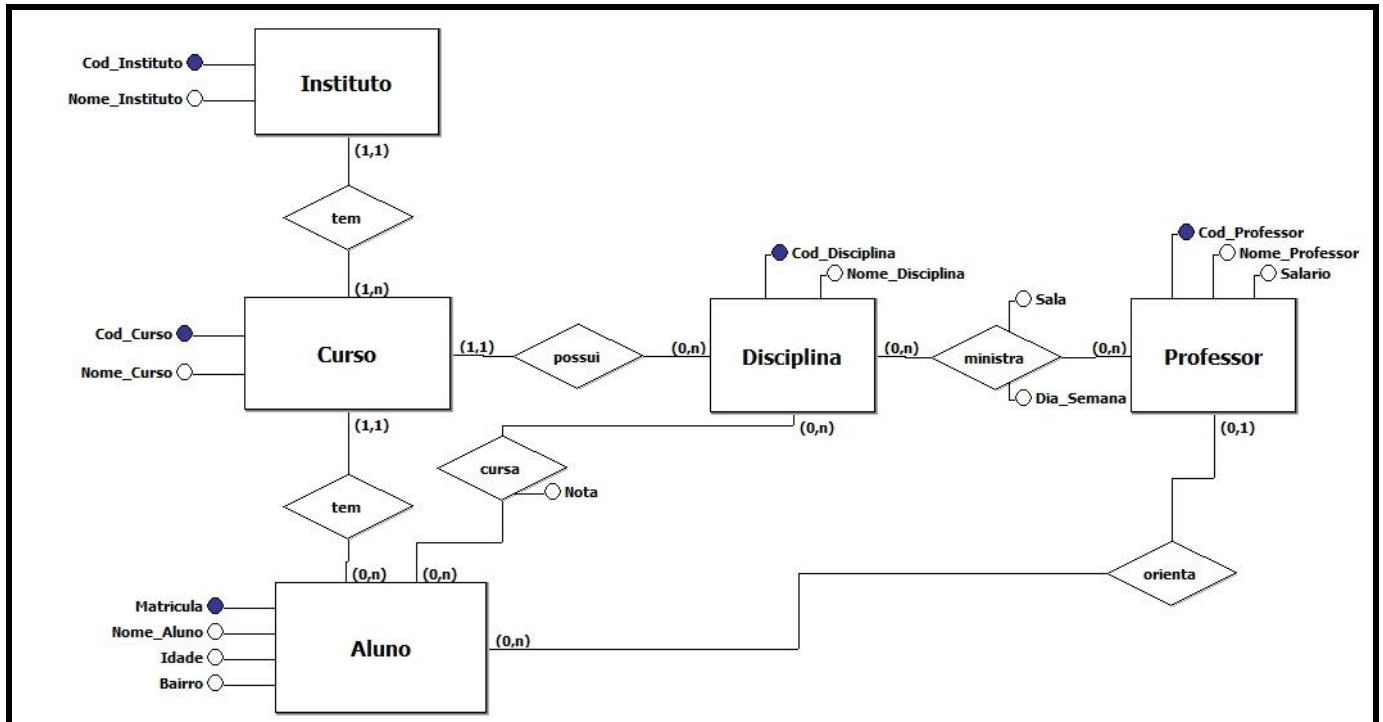 Cod_Instituto
Nome_Instituto
Instituto
(1,1)
tem
(1,n)
Cod_Curso
Nome_Curso
Curso
(1,1)
possui
(0,n)
Cod_Disciplina
Nome_Disciplina
Disciplina
(0,n)
Sala
ministra
Dia_Semana
(0,n)
Cod_Professor
Nome_Professor
Salario
Professor
(1,1)
tem
(0,n)
(0,n)
cursa
Nota
(0,n)
(0,1)
orienta
(0,n)
Matricula
Nome_Aluno
Idade
Bairro
Aluno